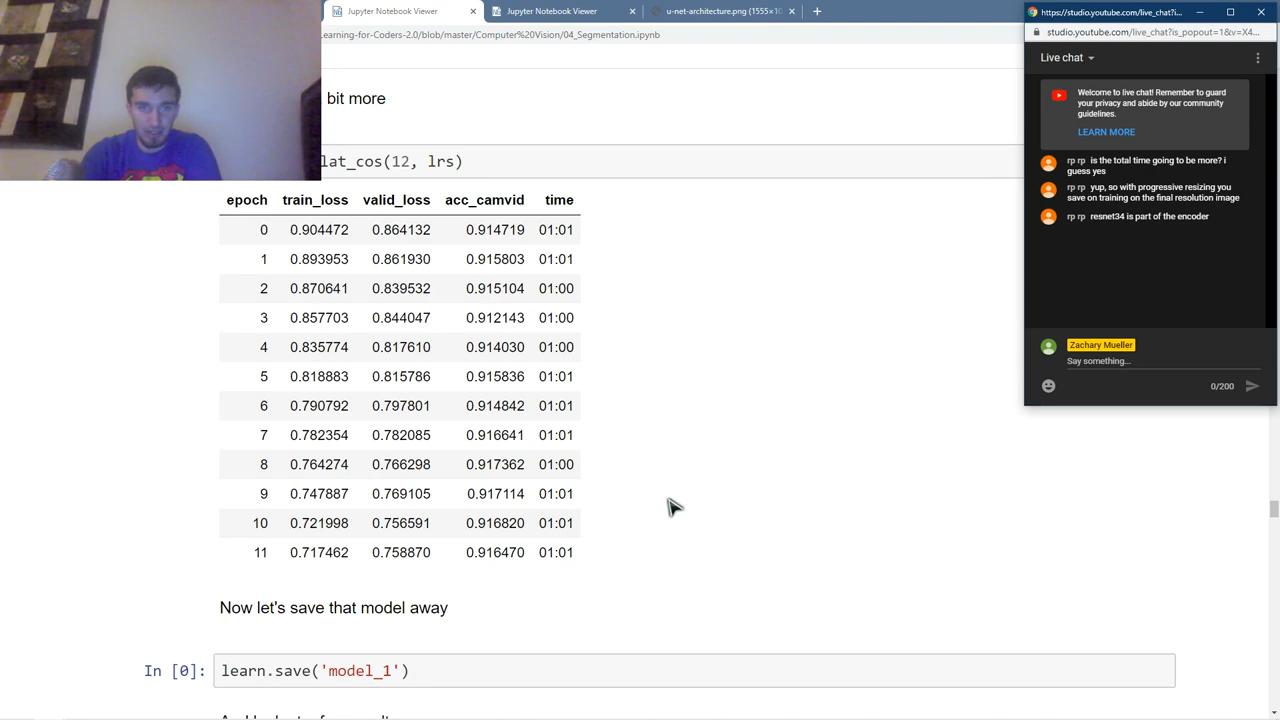 Jupyter Notebook Viewer
Jupyter Notebook Viewer
u-net-architecture.png (1555×10
https://studio.youtube.com/live_chat?i...
earning-for-Coders-2.0/blob/master/Computer%20Vision/04_Segmentation.ipynb
studio.youtube.com/live_chat?is_popout=1&v=X4...
Live chat
Welcome to live chat! Remember to guard
your privacy and abide by our community
guidelines.
LEARN MORE
rp rp is the total time going to be more? i
guess yes
rp rp yup, so with progressive resizing you
save on training on the final resolution image
rp rp resnet34 is part of the encoder
Zachary Mueller
Say something...
0/200
bit more
lat_cos(12, lrs)
epoch train_loss valid_loss acc_camvid time
0 0.904472 0.864132 0.914719 01:01
1 0.893953 0.861930 0.915803 01:01
2 0.870641 0.839532 0.915104 01:00
3 0.857703 0.844047 0.912143 01:00
4 0.835774 0.817610 0.914030 01:00
5 0.818883 0.815786 0.915836 01:01
6 0.790792 0.797801 0.914842 01:01
7 0.782354 0.782085 0.916641 01:01
8 0.764274 0.766298 0.917362 01:00
9 0.747887 0.769105 0.917114 01:01
10 0.721998 0.756591 0.916820 01:01
11 0.717462 0.758870 0.916470 01:01
Now let's save that model away
In [0]: learn.save('model_1')